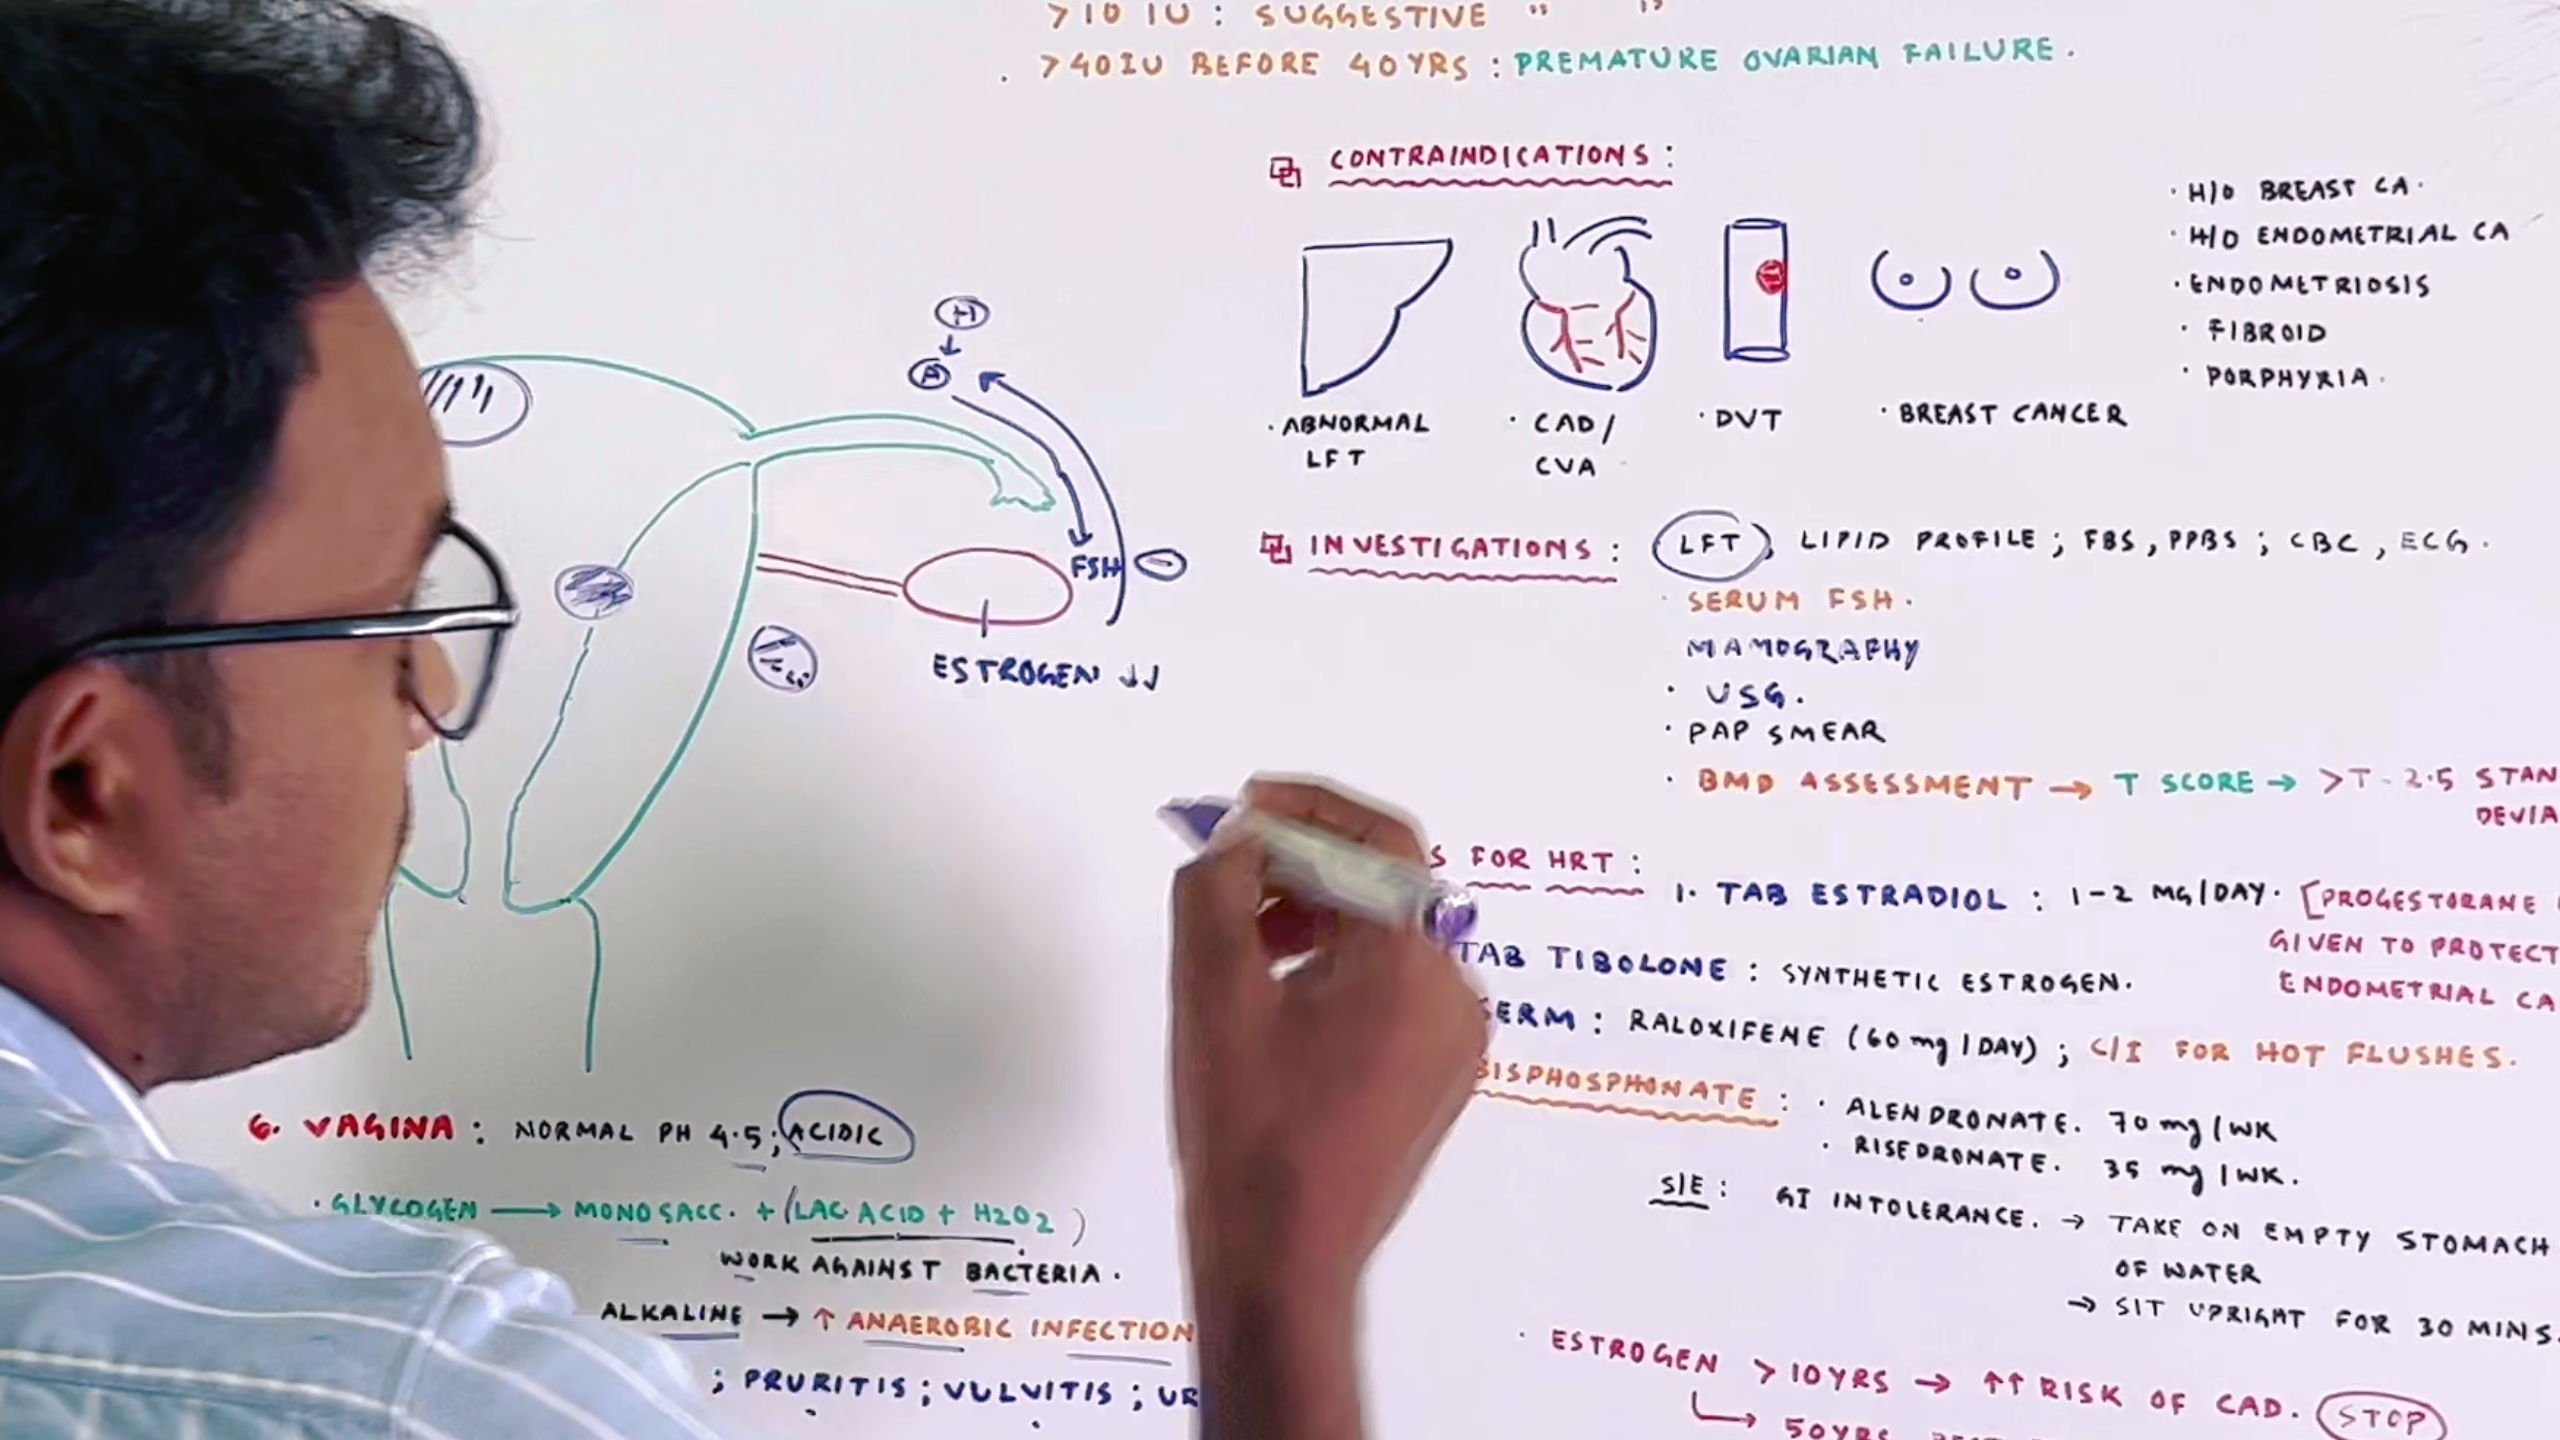 >10 IU : SUGGESTIVE " "
. >40IU BEFORE 40YRS : PREMATURE OVARIAN FAILURE.
CONTRAINDICATIONS :
· ABNORMAL LFT
· CAD/ CVA
· DVT
· BREAST CANCER
· H/O BREAST CA.
· H/O ENDOMETRIAL CA
· ENDOMETRIOSIS
· FIBROID
· PORPHYRIA.
H
A
FSH −
ESTROGEN ↓↓
INVESTIGATIONS : LFT, LIPID PROFILE ; FBS, PPBS ; CBC, ECG.
· SERUM FSH.
MAMOGRAPHY
· USG.
· PAP SMEAR
· BMD ASSESSMENT → T SCORE → >T-2.5 STAN
DEVIA
S FOR HRT :
1. TAB ESTRADIOL : 1-2 MG/DAY. [PROGESTORANE
GIVEN TO PROTECT
ENDOMETRIAL CA
TAB TIBOLONE : SYNTHETIC ESTROGEN.
SERM : RALOXIFENE (60 mg/DAY) ; C/I FOR HOT FLUSHES.
BISPHOSPHONATE : · ALENDRONATE. 70 mg/WK
· RISEDRONATE. 35 mg/WK.
S/E : GI INTOLERANCE. → TAKE ON EMPTY STOMACH
OF WATER
→ SIT UPRIGHT FOR 30 MINS.
· ESTROGEN >10YRS → ↑↑ RISK OF CAD. STOP
↳ 50YRS
6. VAGINA : NORMAL PH 4.5; ACIDIC
· GLYCOGEN → MONOSACC. + (LAC ACID + H2O2)
WORK AGAINST BACTERIA.
ALKALINE → ↑ ANAEROBIC INFECTION
; PRURITIS ; VULVITIS ; UR